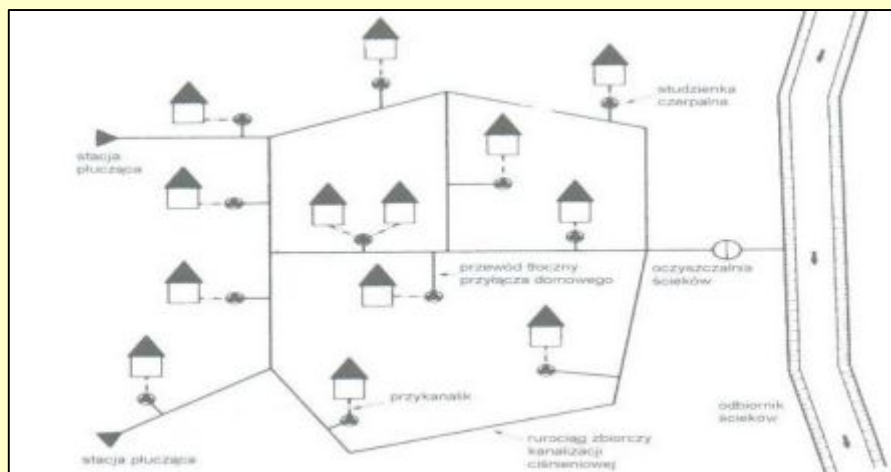 studzienka
czerpalna
stacja
płucząca
przewód tłoczny
przyłącza domowego
oczyszczalnia
ścieków
przykanalik
odbiornik
ścieków
stacja płucząca
rurociąg zbiorczy
kanalizacji
ciśnieniowej